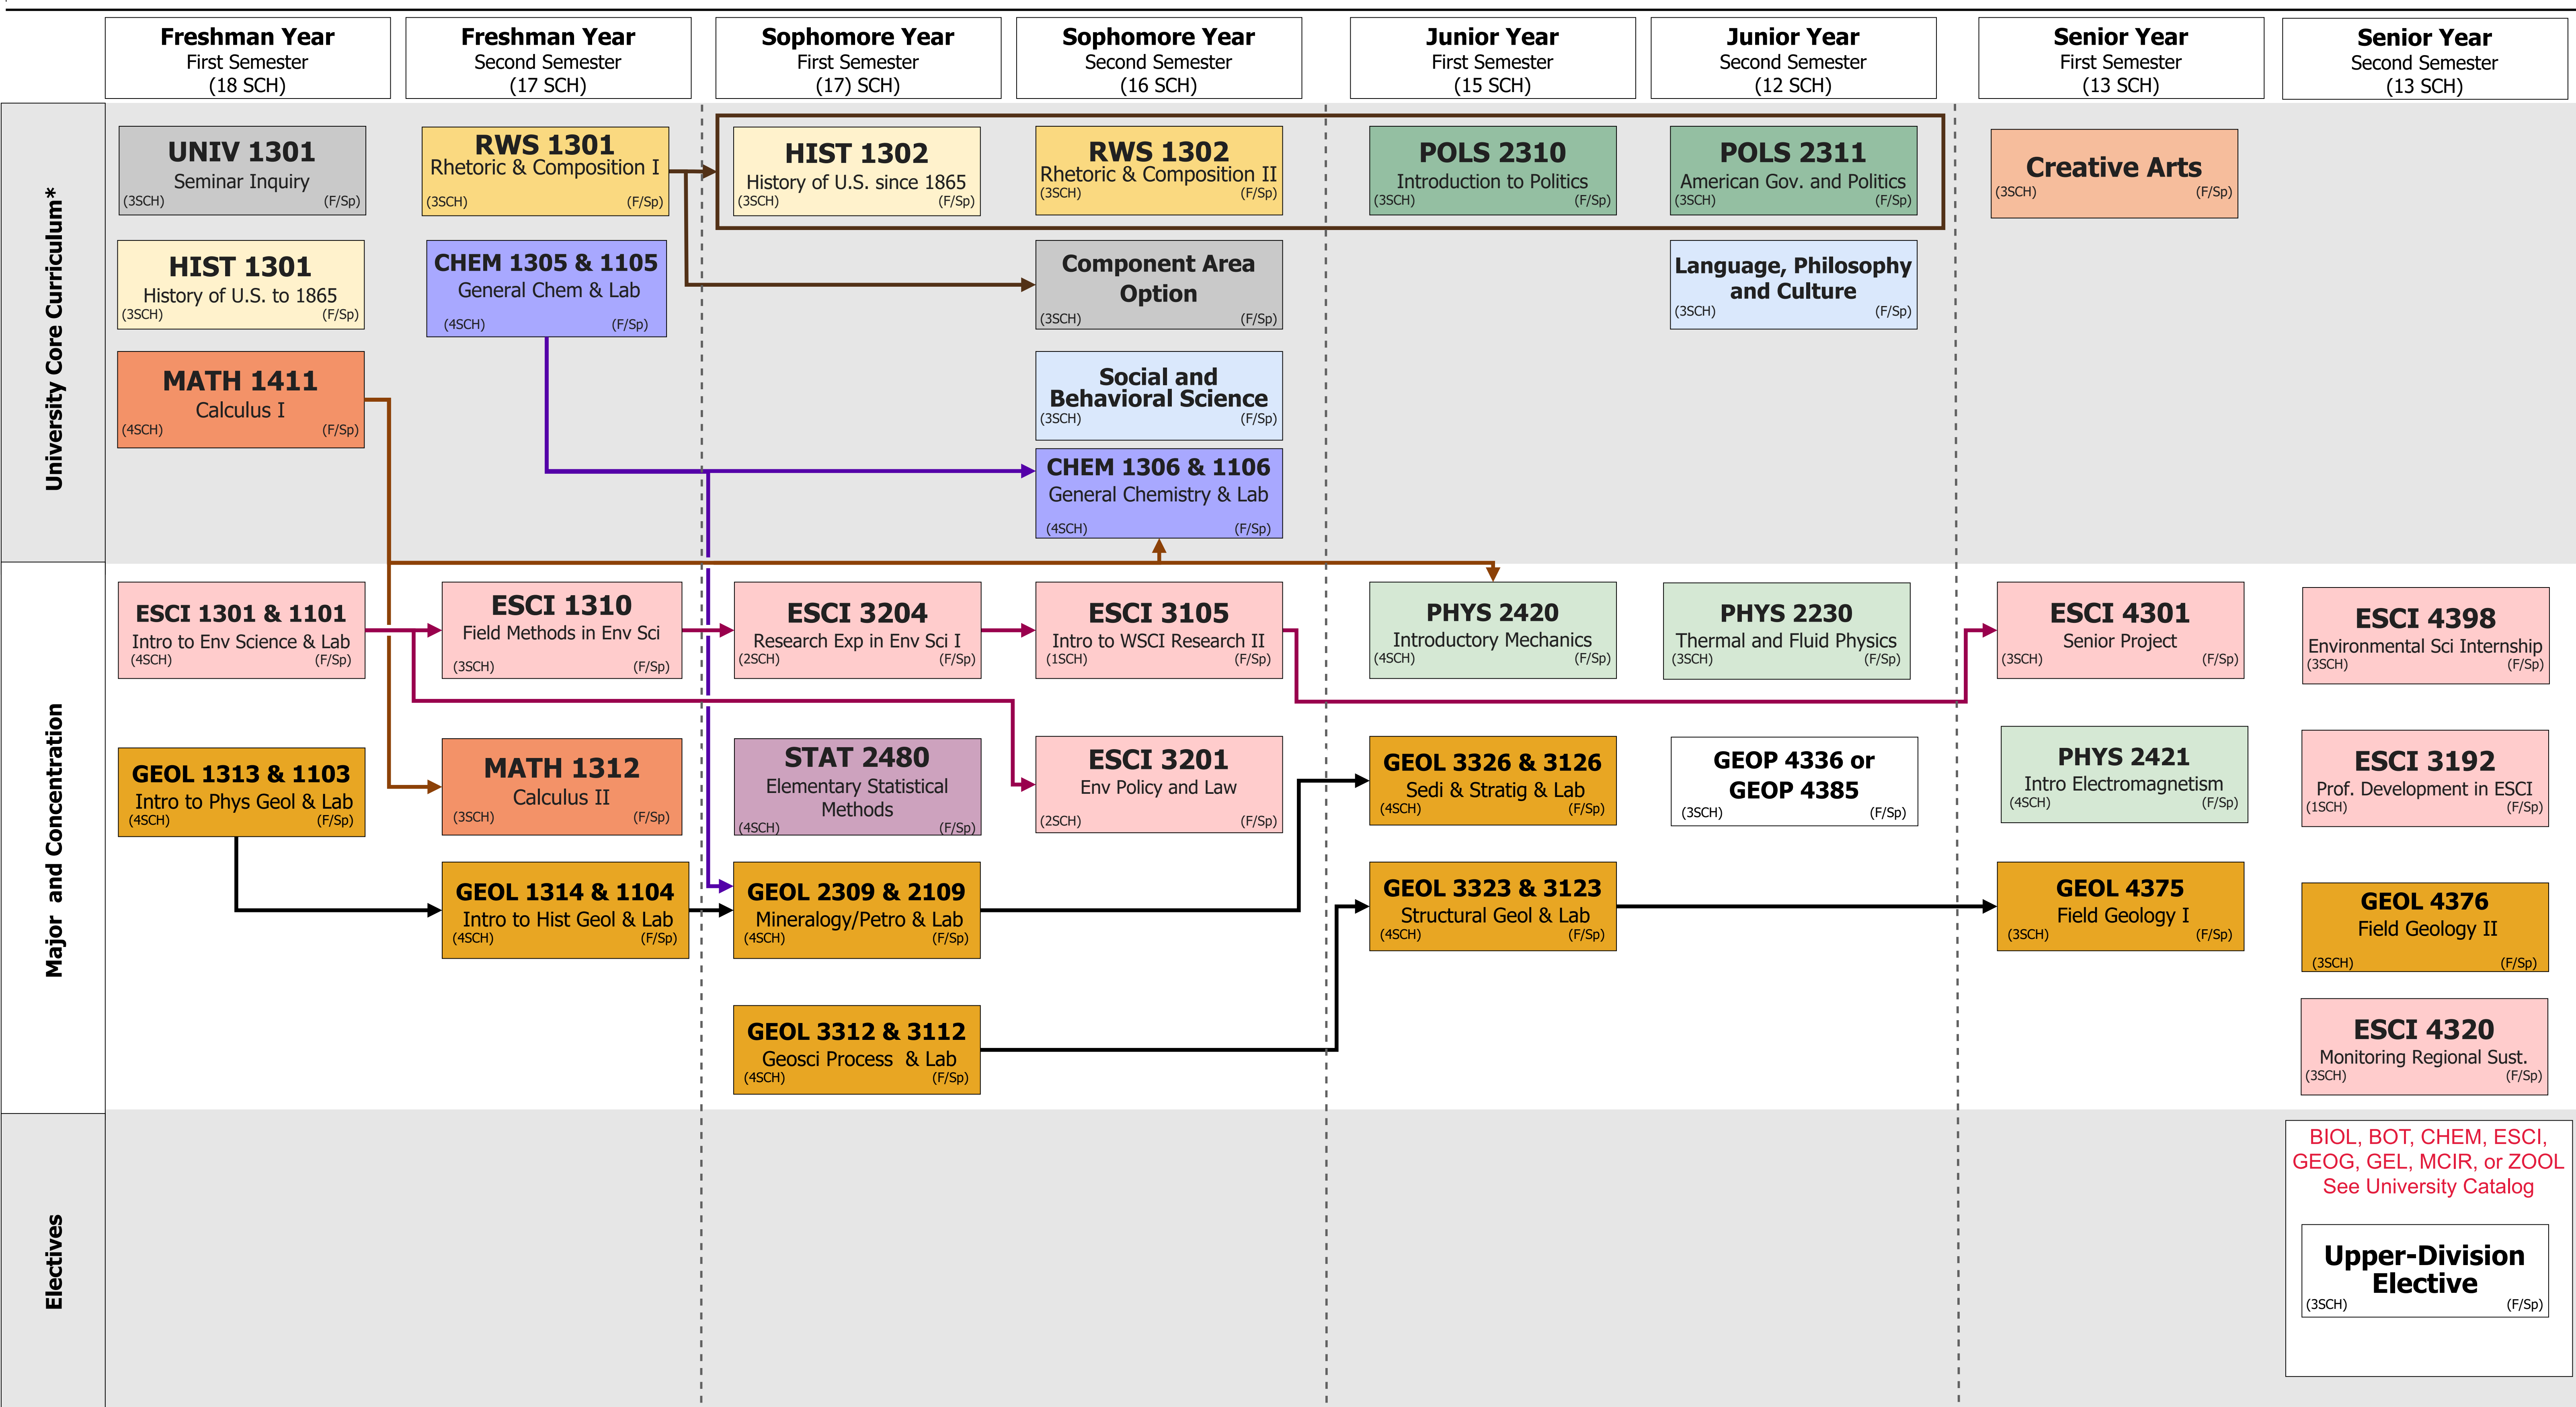 Freshman Year
First Semester
(18 SCH)
Freshman Year
Second Semester
(17 SCH)
Sophomore Year
First Semester
(17) SCH)
Sophomore Year
Second Semester
(16 SCH)
Junior Year
First Semester
(15 SCH)
Junior Year
Second Semester
(12 SCH)
Senior Year
First Semester
(13 SCH)
Senior Year
Second Semester
(13 SCH)
University Core Curriculum*
UNIV 1301
Seminar Inquiry
(3SCH) (F/Sp)
RWS 1301
Rhetoric & Composition I
(3SCH) (F/Sp)
HIST 1302
History of U.S. since 1865
(3SCH) (F/Sp)
RWS 1302
Rhetoric & Composition II
(3SCH) (F/Sp)
POLS 2310
Introduction to Politics
(3SCH) (F/Sp)
POLS 2311
American Gov. and Politics
(3SCH) (F/Sp)
Creative Arts
(3SCH) (F/Sp)
HIST 1301
History of U.S. to 1865
(3SCH) (F/Sp)
CHEM 1305 & 1105
General Chem & Lab
(4SCH) (F/Sp)
Component Area
Option
(3SCH) (F/Sp)
Language, Philosophy
and Culture
(3SCH) (F/Sp)
MATH 1411
Calculus I
(4SCH) (F/Sp)
Social and
Behavioral Science
(3SCH) (F/Sp)
CHEM 1306 & 1106
General Chemistry & Lab
(4SCH) (F/Sp)
Major and Concentration
ESCI 1301 & 1101
Intro to Env Science & Lab
(4SCH) (F/Sp)
ESCI 1310
Field Methods in Env Sci
(3SCH) (F/Sp)
ESCI 3204
Research Exp in Env Sci I
(2SCH) (F/Sp)
ESCI 3105
Intro to WSCI Research II
(1SCH) (F/Sp)
PHYS 2420
Introductory Mechanics
(4SCH) (F/Sp)
PHYS 2230
Thermal and Fluid Physics
(3SCH) (F/Sp)
ESCI 4301
Senior Project
(3SCH) (F/Sp)
ESCI 4398
Environmental Sci Internship
(3SCH) (F/Sp)
GEOL 1313 & 1103
Intro to Phys Geol & Lab
(4SCH) (F/Sp)
MATH 1312
Calculus II
(3SCH) (F/Sp)
STAT 2480
Elementary Statistical
Methods
(4SCH) (F/Sp)
ESCI 3201
Env Policy and Law
(2SCH) (F/Sp)
GEOL 3326 & 3126
Sedi & Stratig & Lab
(4SCH) (F/Sp)
GEOP 4336 or
GEOP 4385
(3SCH) (F/Sp)
PHYS 2421
Intro Electromagnetism
(4SCH) (F/Sp)
ESCI 3192
Prof. Development in ESCI
(1SCH) (F/Sp)
GEOL 1314 & 1104
Intro to Hist Geol & Lab
(4SCH) (F/Sp)
GEOL 2309 & 2109
Mineralogy/Petro & Lab
(4SCH) (F/Sp)
GEOL 3323 & 3123
Structural Geol & Lab
(4SCH) (F/Sp)
GEOL 4375
Field Geology I
(3SCH) (F/Sp)
GEOL 4376
Field Geology II
(3SCH) (F/Sp)
GEOL 3312 & 3112
Geosci Process & Lab
(4SCH) (F/Sp)
ESCI 4320
Monitoring Regional Sust.
(3SCH) (F/Sp)
Electives
BIOL, BOT, CHEM, ESCI,
GEOG, GEL, MCIR, or ZOOL
See University Catalog
Upper-Division
Elective
(3SCH) (F/Sp)